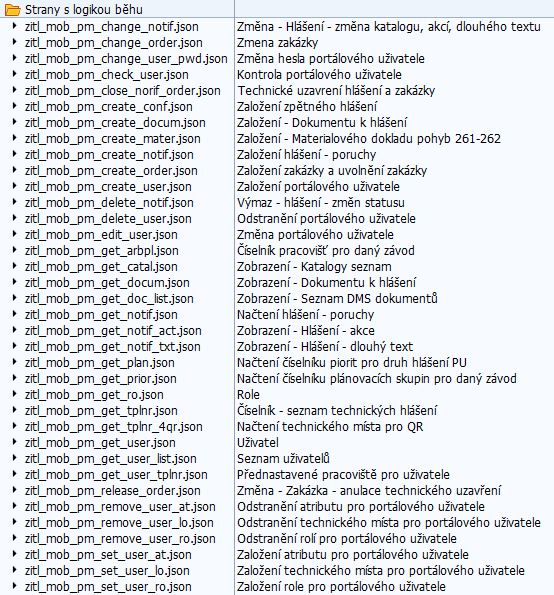 Strany s logikou běhu
zitl_mob_pm_change_notif.json Změna - Hlášení - změna katalogu, akcí, dlouhého textu
zitl_mob_pm_change_order.json Zmena zakázky
zitl_mob_pm_change_user_pwd.json Změna hesla portálového uživatele
zitl_mob_pm_check_user.json Kontrola portálového uživatele
zitl_mob_pm_close_norif_order.json Technické uzavrení hlášení a zakázky
zitl_mob_pm_create_conf.json Založení zpětného hlášení
zitl_mob_pm_create_docum.json Založení - Dokumentu k hlášení
zitl_mob_pm_create_mater.json Založení - Materialového dokladu pohyb 261-262
zitl_mob_pm_create_notif.json Založení hlášení - poruchy
zitl_mob_pm_create_order.json Založení zakázky a uvolnění zakázky
zitl_mob_pm_create_user.json Založení portálového uživatele
zitl_mob_pm_delete_notif.json Výmaz - hlášení - změn statusu
zitl_mob_pm_delete_user.json Odstranění portálového uživatele
zitl_mob_pm_edit_user.json Změna portálového uživatele
zitl_mob_pm_get_arbpl.json Číselník pracovišť pro daný závod
zitl_mob_pm_get_catal.json Zobrazení - Katalogy seznam
zitl_mob_pm_get_docum.json Zobrazení - Dokumentu k hlášení
zitl_mob_pm_get_doc_list.json Zobrazení - Seznam DMS dokumentů
zitl_mob_pm_get_notif.json Načtení hlášení - poruchy
zitl_mob_pm_get_notif_act.json Zobrazení - Hlášení - akce
zitl_mob_pm_get_notif_txt.json Zobrazení - Hlášení - dlouhý text
zitl_mob_pm_get_plan.json Načtení číselníku piorit pro druh hlášení PU
zitl_mob_pm_get_prior.json Načtení číselníku plánovacích skupin pro daný závod
zitl_mob_pm_get_ro.json Role
zitl_mob_pm_get_tplnr.json Číselník - seznam technických hlášení
zitl_mob_pm_get_tplnr_4qr.json Načtení technického místa pro QR
zitl_mob_pm_get_user.json Uživatel
zitl_mob_pm_get_user_list.json Seznam uživatelů
zitl_mob_pm_get_user_tplnr.json Přednastavené pracoviště pro uživatele
zitl_mob_pm_release_order.json Změna - Zakázka - anulace technického uzavření
zitl_mob_pm_remove_user_at.json Odstranění atributu pro portálového uživatele
zitl_mob_pm_remove_user_lo.json Odstranění technického místa pro portálového uživatele
zitl_mob_pm_remove_user_ro.json Odstranění rolí pro portálového uživatele
zitl_mob_pm_set_user_at.json Založení atributu pro portálového uživatele
zitl_mob_pm_set_user_lo.json Založení technického místa pro portálového uživatele
zitl_mob_pm_set_user_ro.json Založení role pro portálového uživatele